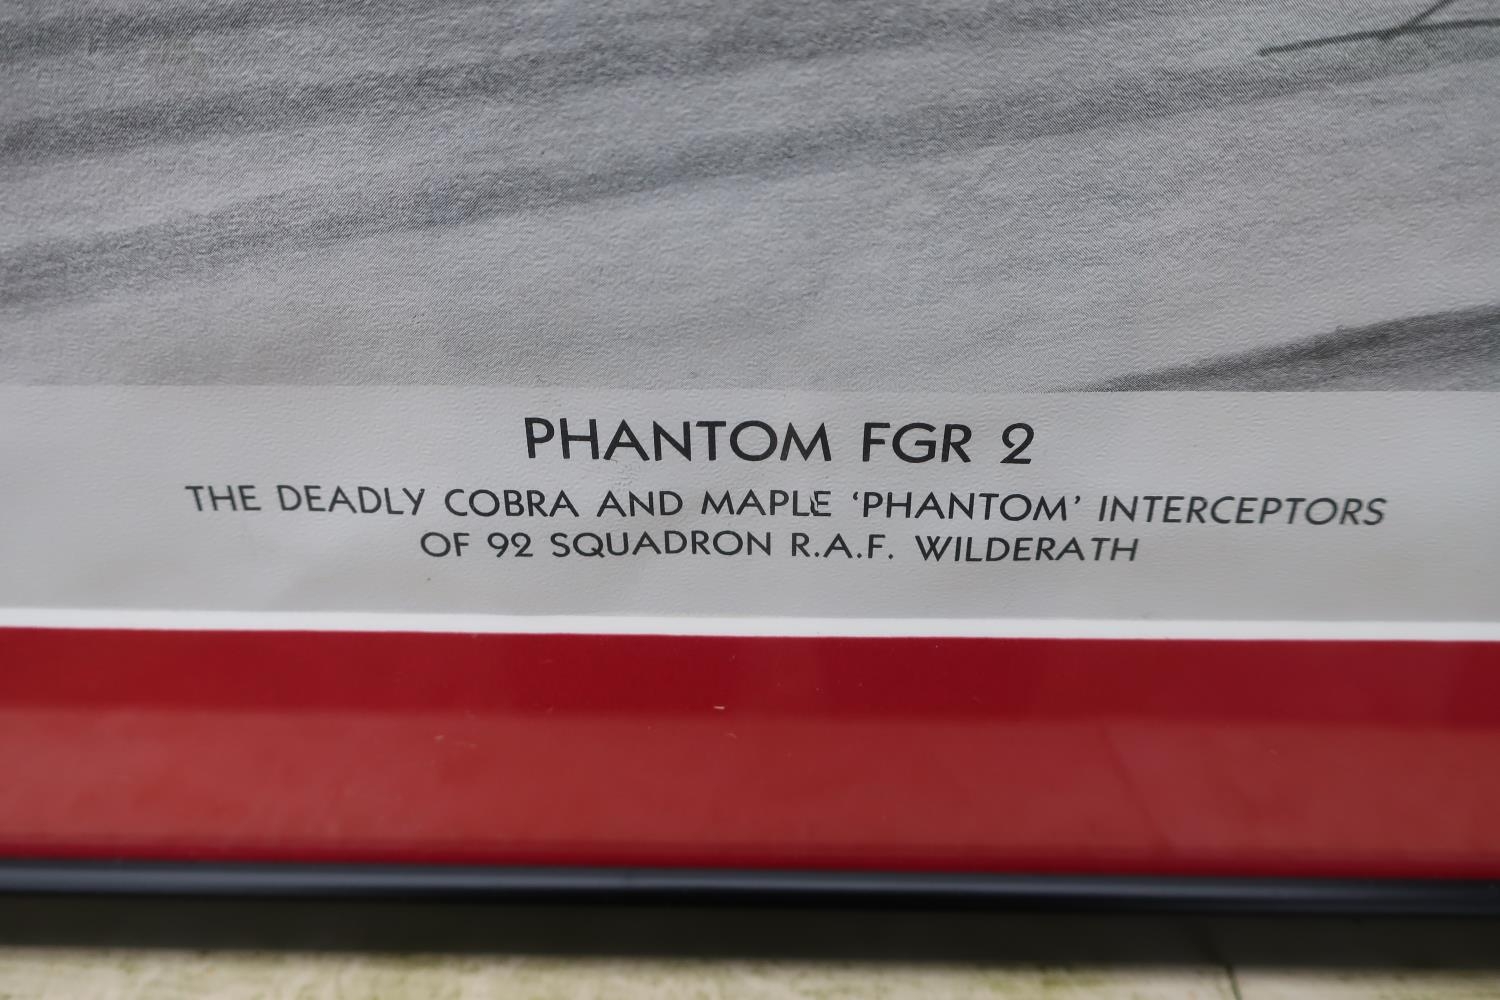 PHANTOM FGR 2
THE DEADLY COBRA AND MAPLE ‘PHANTOM’ INTERCEPTORS
OF 92 SQUADRON R.A.F. WILDERATH